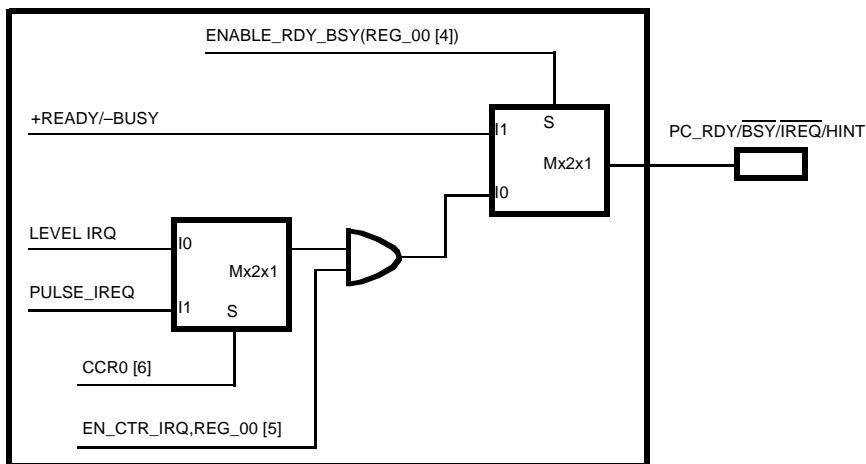 ENABLE_RDY_BSY(REG_00 [4])
+READY/–BUSY
I1
S
PC_RDY/BSY/IREQ/HINT
Mx2x1
I0
LEVEL IRQ
I0
Mx2x1
PULSE_IREQ
I1
S
CCR0 [6]
EN_CTR_IRQ,REG_00 [5]